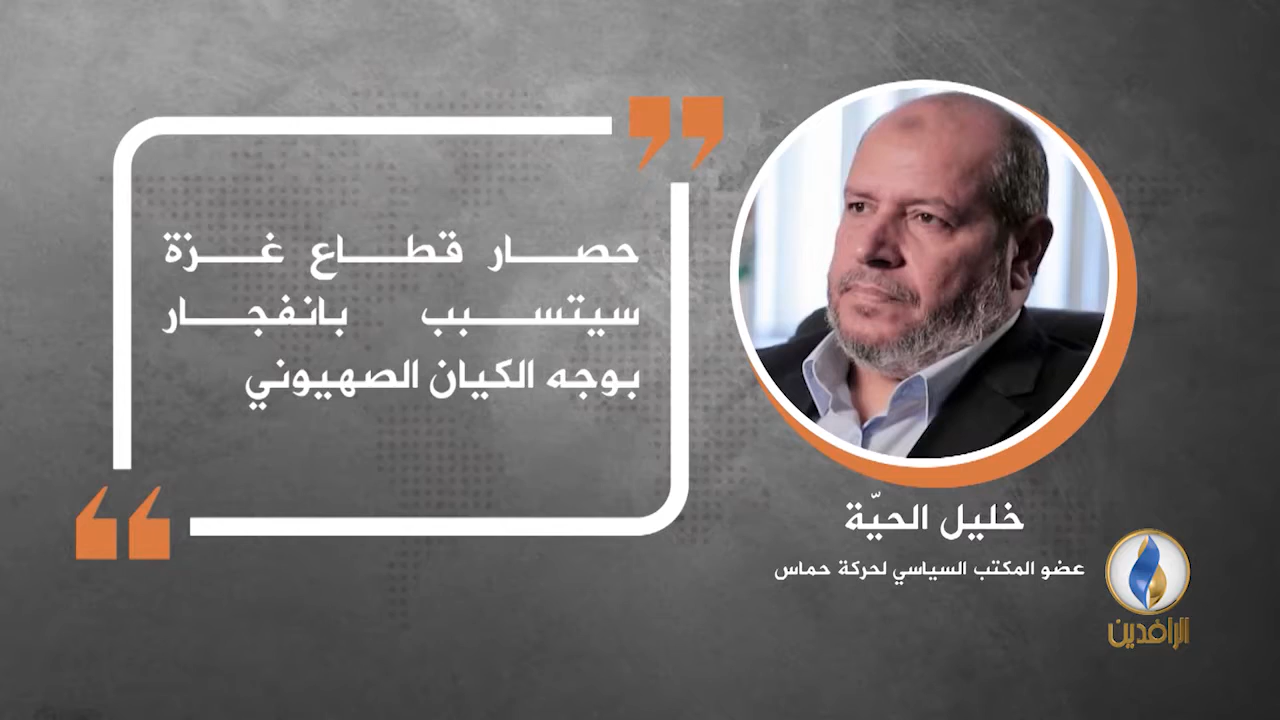 حصار قطاع غزة
سيتسبب بانفجار
بوجه الكيان الصهيوني
خليل الحيّة
عضو المكتب السياسي لحركة حماس
الرافدين